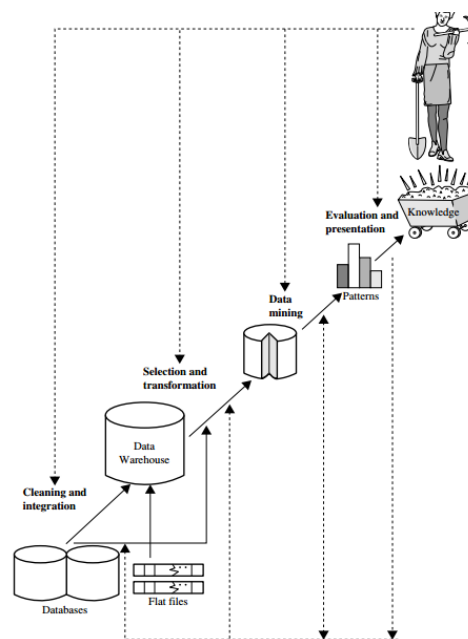 Evaluation and
presentation
Knowledge
Patterns
Data
mining
Selection and
transformation
Data
Warehouse
Cleaning and
integration
Databases
Flat files